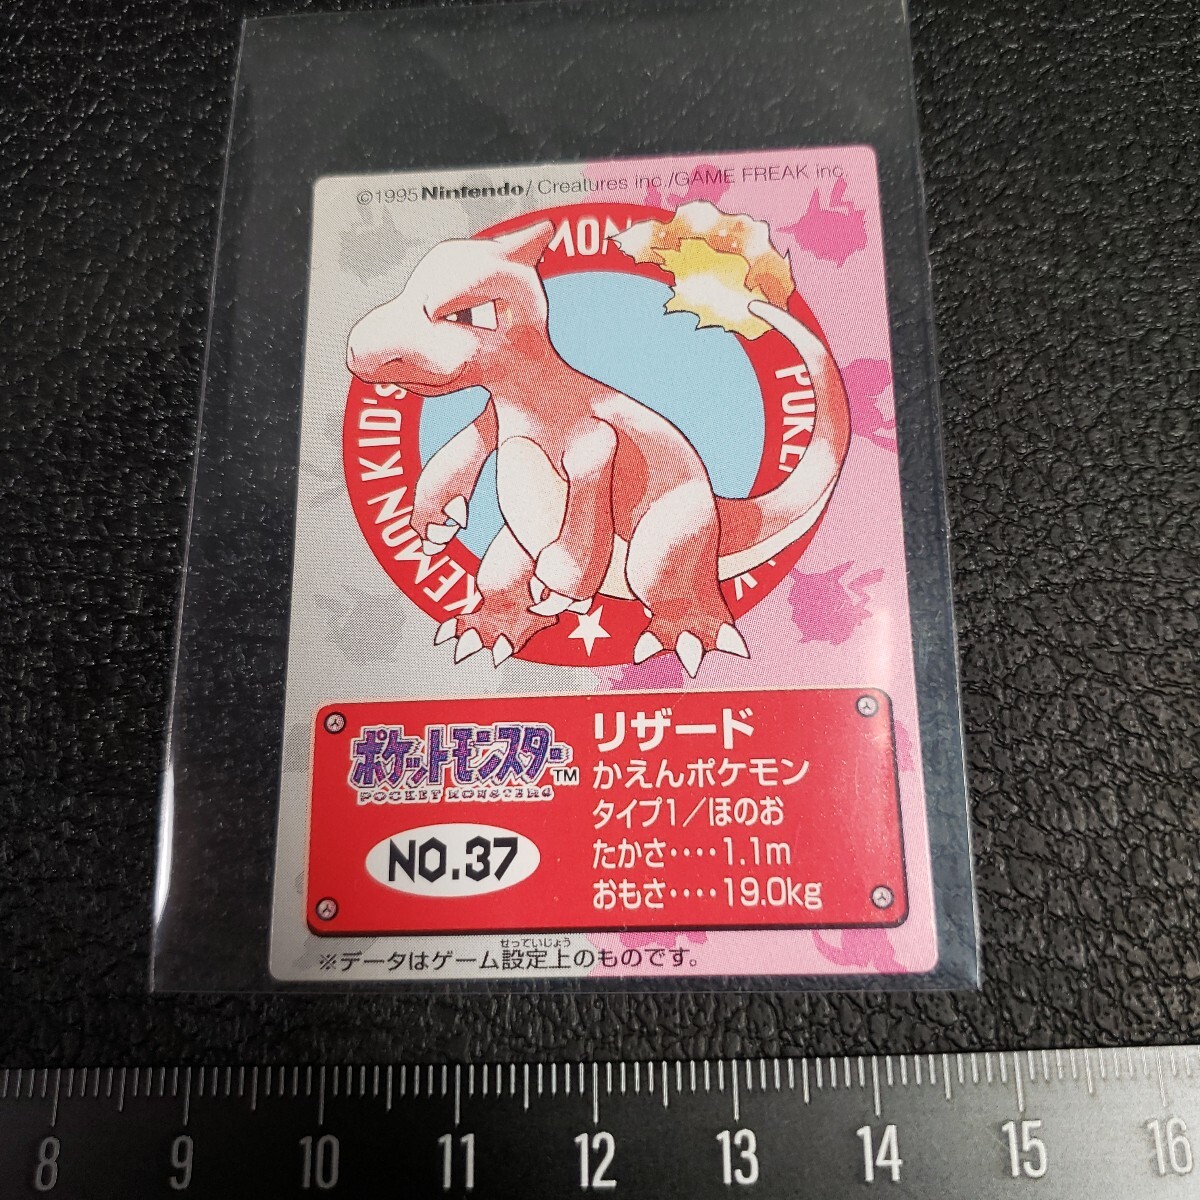 ©1995 Nintendo/Creatures inc./GAME FREAK inc.
KEMON KID's
MON
ポケットモンスター™
POCKET MONSTERS
NO.37
リザード
かえんポケモン
タイプ1/ほのお
たかさ‥‥1.1m
おもさ‥‥19.0kg
せっていじょう
※データはゲーム設定上のものです。
8 9 10 11 12 13 14 15 16